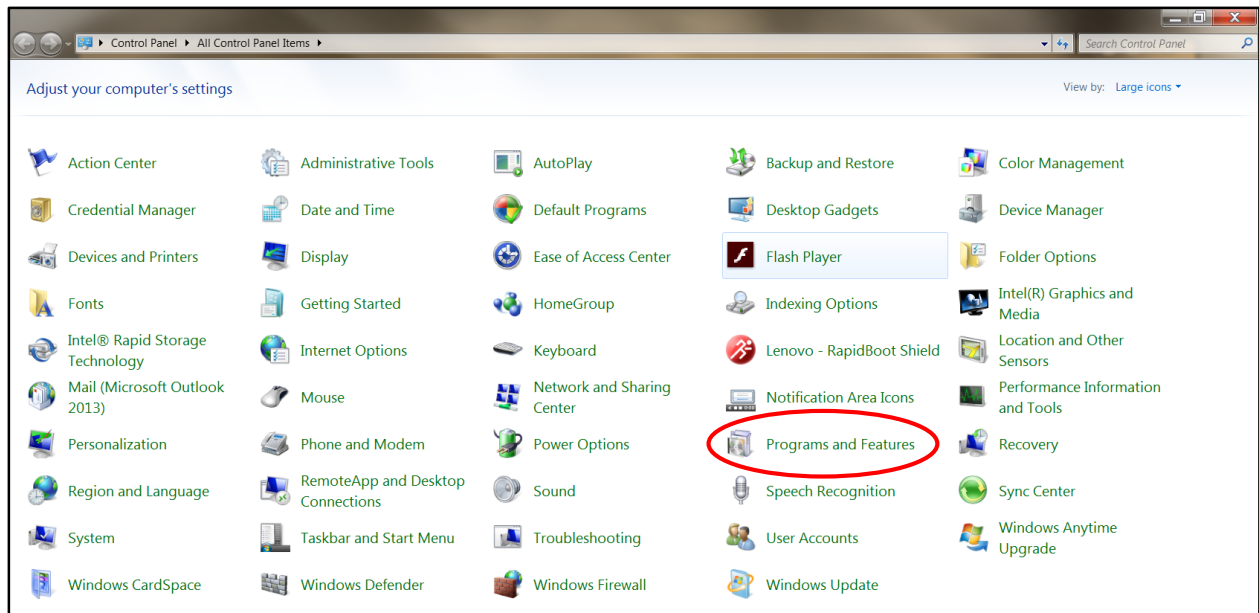 Control Panel All Control Panel Items
Search Control Panel
Adjust your computer's settings
View by: Large icons
Action Center
Administrative Tools
AutoPlay
Backup and Restore
Color Management
Credential Manager
Date and Time
Default Programs
Desktop Gadgets
Device Manager
Devices and Printers
Display
Ease of Access Center
Flash Player
Folder Options
Fonts
Getting Started
HomeGroup
Indexing Options
Intel(R) Graphics and
Media
Intel® Rapid Storage
Technology
Internet Options
Keyboard
Lenovo - RapidBoot Shield
Location and Other
Sensors
Mail (Microsoft Outlook
2013)
Mouse
Network and Sharing
Center
Notification Area Icons
Performance Information
and Tools
Personalization
Phone and Modem
Power Options
Programs and Features
Recovery
Region and Language
RemoteApp and Desktop
Connections
Sound
Speech Recognition
Sync Center
System
Taskbar and Start Menu
Troubleshooting
User Accounts
Windows Anytime
Upgrade
Windows CardSpace
Windows Defender
Windows Firewall
Windows Update